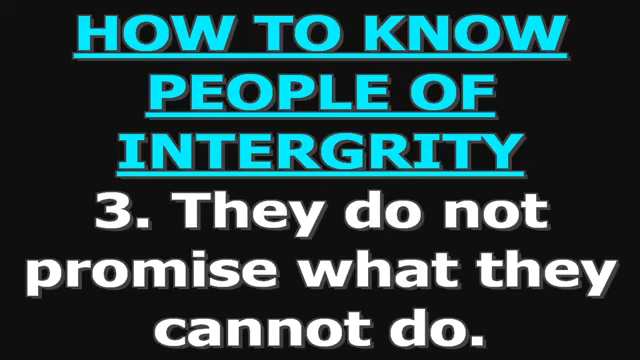 HOW TO KNOW
PEOPLE OF
INTERGRITY
3. They do not
promise what they
cannot do.